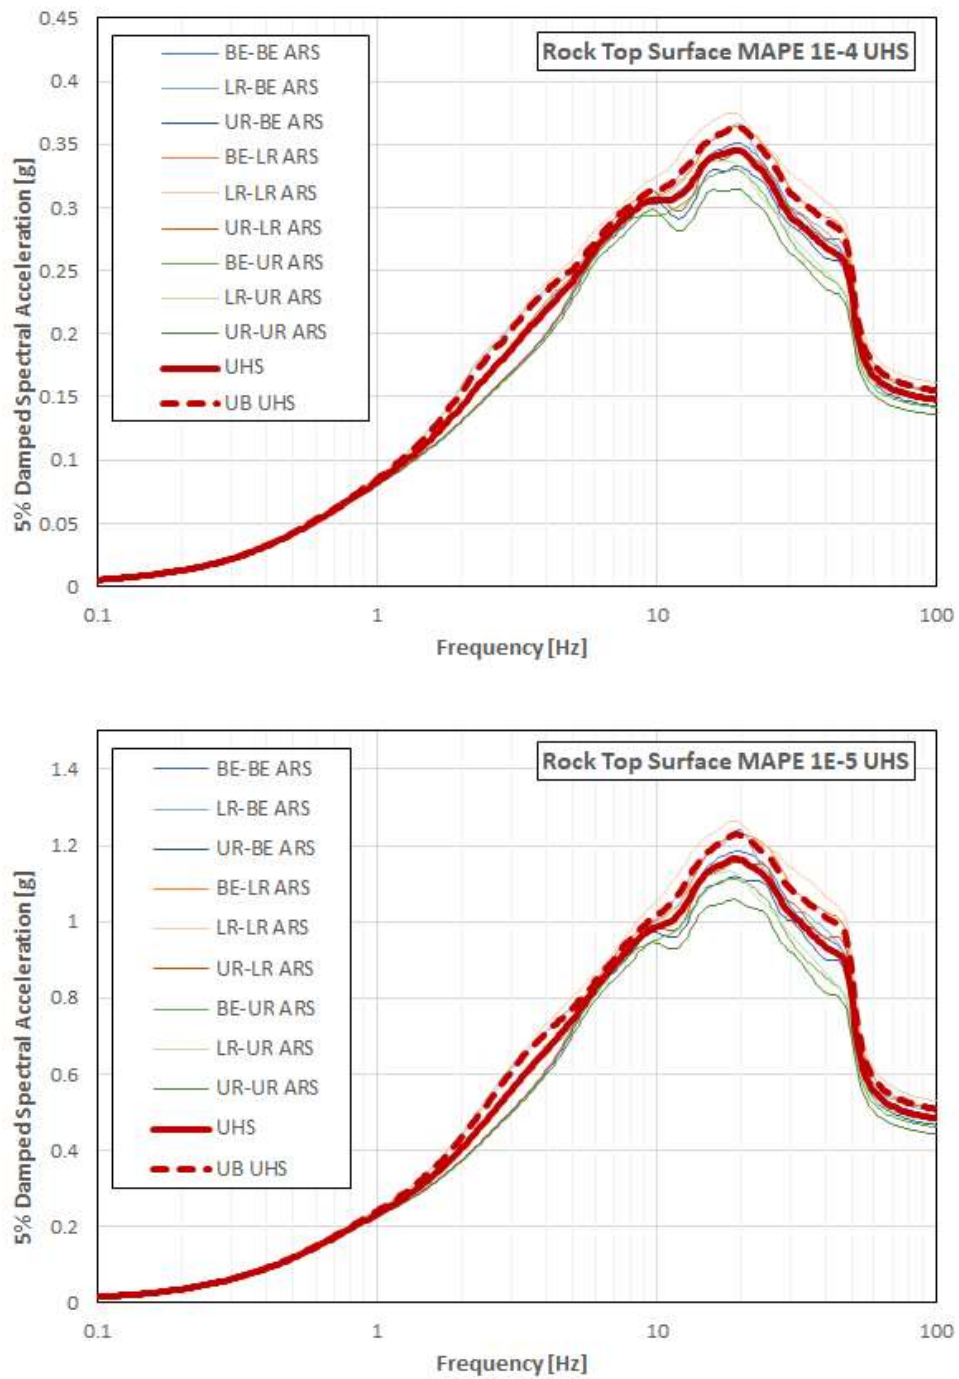 0.45
Rock Top Surface MAPE 1E-4 UHS
BE-BE ARS
LR-BE ARS
UR-BE ARS
BE-LR ARS
LR-LR ARS
UR-LR ARS
BE-UR ARS
LR-UR ARS
UR-UR ARS
UHS
UB UHS
0.4
0.35
0.3
0.25
0.2
0.15
0.1
0.05
0
5% Damped Spectral Acceleration [g]
0.1 1 10 100
Frequency [Hz]
Rock Top Surface MAPE 1E-5 UHS
BE-BE ARS
LR-BE ARS
UR-BE ARS
BE-LR ARS
LR-LR ARS
UR-LR ARS
BE-UR ARS
LR-UR ARS
UR-UR ARS
UHS
UB UHS
1.4
1.2
1
0.8
0.6
0.4
0.2
0
5% Damped Spectral Acceleration [g]
0.1 1 10 100
Frequency [Hz]